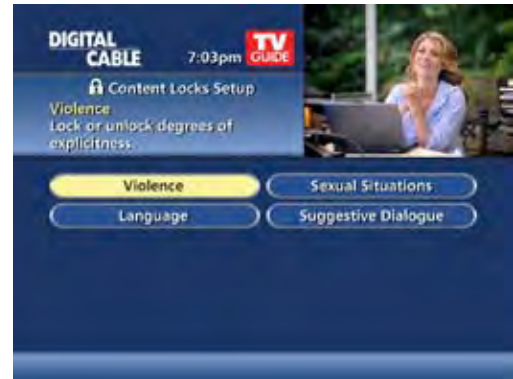 DIGITAL
CABLE
7:03pm
TV
GUIDE
Content Locks Setup
Violence
Lock or unlock degrees of
explicitness.
Violence
Sexual Situations
Language
Suggestive Dialogue